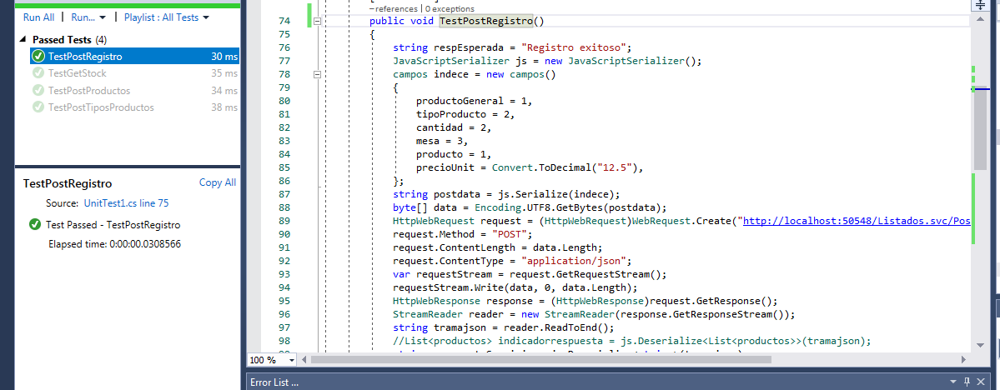 Run All | Run... | Playlist : All Tests
Passed Tests (4)
TestPostRegistro 30 ms
TestGetStock 35 ms
TestPostProductos 34 ms
TestPostTiposProductos 38 ms
TestPostRegistro Copy All
Source: UnitTest1.cs line 75
Test Passed - TestPostRegistro
Elapsed time: 0:00:00.0308566
–references | 0 exceptions
74 public void TestPostRegistro()
75 {
76 string respEsperada = "Registro exitoso";
77 JavaScriptSerializer js = new JavaScriptSerializer();
78 campos indece = new campos()
79 {
80 productoGeneral = 1,
81 tipoProducto = 2,
82 cantidad = 2,
83 mesa = 3,
84 producto = 1,
85 precioUnit = Convert.ToDecimal("12.5"),
86 };
87 string postdata = js.Serialize(indece);
88 byte[] data = Encoding.UTF8.GetBytes(postdata);
89 HttpWebRequest request = (HttpWebRequest)WebRequest.Create("http://localhost:50548/Listados.svc/Pos
90 request.Method = "POST";
91 request.ContentLength = data.Length;
92 request.ContentType = "application/json";
93 var requestStream = request.GetRequestStream();
94 requestStream.Write(data, 0, data.Length);
95 HttpWebResponse response = (HttpWebResponse)request.GetResponse();
96 StreamReader reader = new StreamReader(response.GetResponseStream());
97 string tramajson = reader.ReadToEnd();
98 //List<productos> indicadorrespuesta = js.Deserialize<List<productos>>(tramajson);
100 %
Error List ...